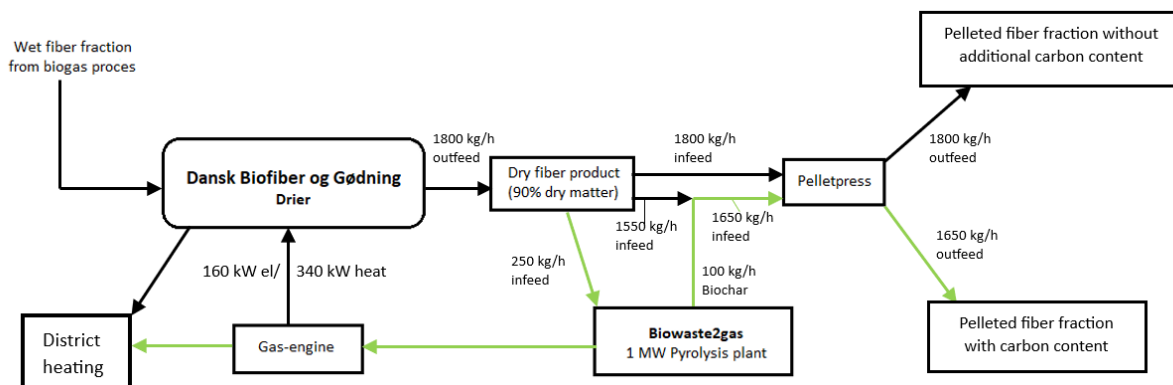 Wet fiber fraction
from biogas proces
Dansk Biofiber og Gødning
Drier
1800 kg/h
outfeed
Dry fiber product
(90% dry matter)
1800 kg/h
infeed
1550 kg/h
infeed
1650 kg/h
infeed
Pelletpress
Pelleted fiber fraction without
additional carbon content
1800 kg/h
outfeed
1650 kg/h
outfeed
Pelleted fiber fraction
with carbon content
250 kg/h
infeed
100 kg/h
Biochar
Biowaste2gas
1 MW Pyrolysis plant
160 kW el/
340 kW heat
Gas-engine
District
heating